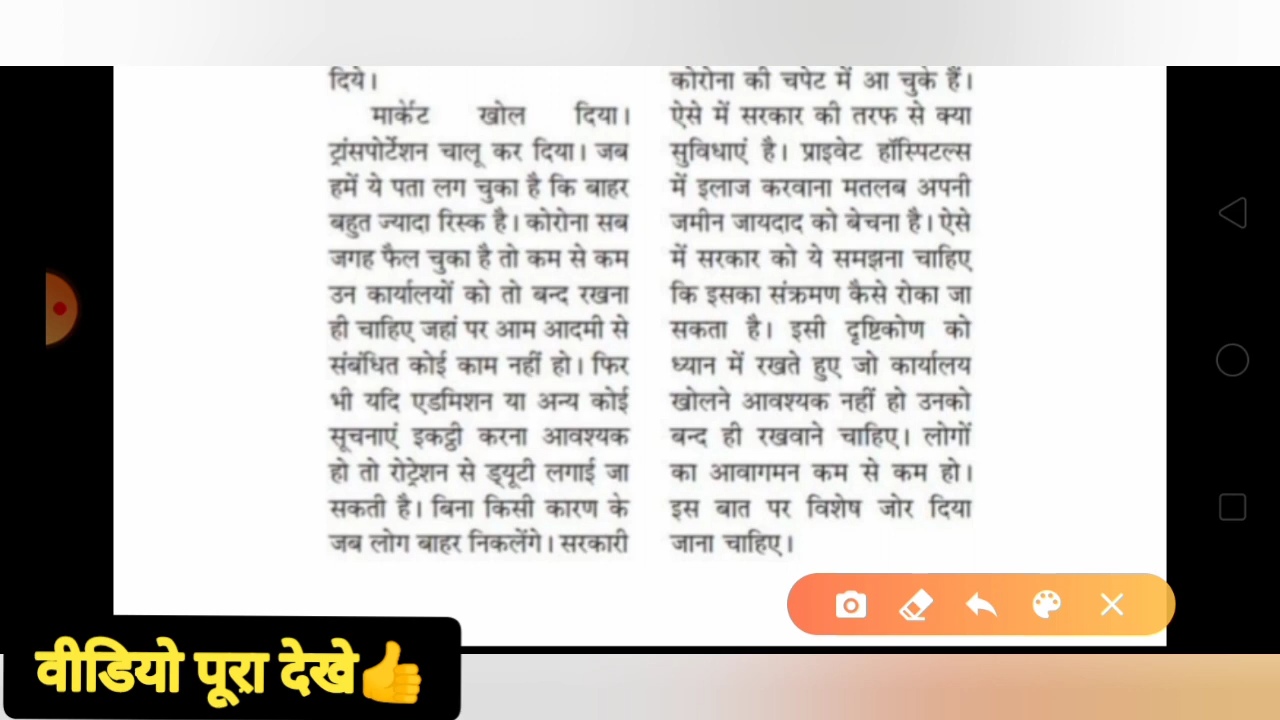 दिये।
मार्केट खोल दिया।
ट्रांसपोर्टेशन चालू कर दिया। जब
हमें ये पता लग चुका है कि बाहर
बहुत ज्यादा रिस्क है। कोरोना सब
जगह फैल चुका है तो कम से कम
उन कार्यालयों को तो बन्द रखना
ही चाहिए जहां पर आम आदमी से
संबंधित कोई काम नहीं हो। फिर
भी यदि एडमिशन या अन्य कोई
सूचनाएं इकट्ठी करना आवश्यक
हो तो रोट्रेशन से ड्यूटी लगाई जा
सकती है। बिना किसी कारण के
जब लोग बाहर निकलेंगे। सरकारी
कोरोना की चपेट में आ चुके हैं।
ऐसे में सरकार की तरफ से क्या
सुविधाएं है। प्राइवेट हॉस्पिटल्स
में इलाज करवाना मतलब अपनी
जमीन जायदाद को बेचना है। ऐसे
में सरकार को ये समझना चाहिए
कि इसका संक्रमण कैसे रोका जा
सकता है। इसी दृष्टिकोण को
ध्यान में रखते हुए जो कार्यालय
खोलने आवश्यक नहीं हो उनको
बन्द ही रखवाने चाहिए। लोगों
का आवागमन कम से कम हो।
इस बात पर विशेष जोर दिया
जाना चाहिए।
वीडियो पूरा देखे